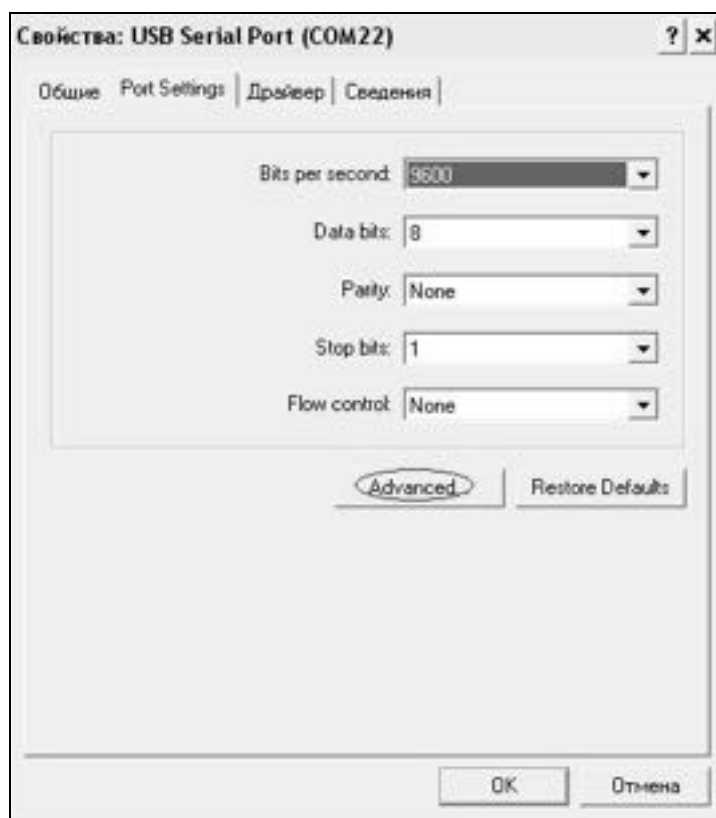 Свойства: USB Serial Port (COM22)
? ×
Общие Port Settings Драйвер Сведения
Bits per second: 9600
Data bits: 8
Parity: None
Stop bits: 1
Flow control: None
Advanced Restore Defaults
OK Отмена